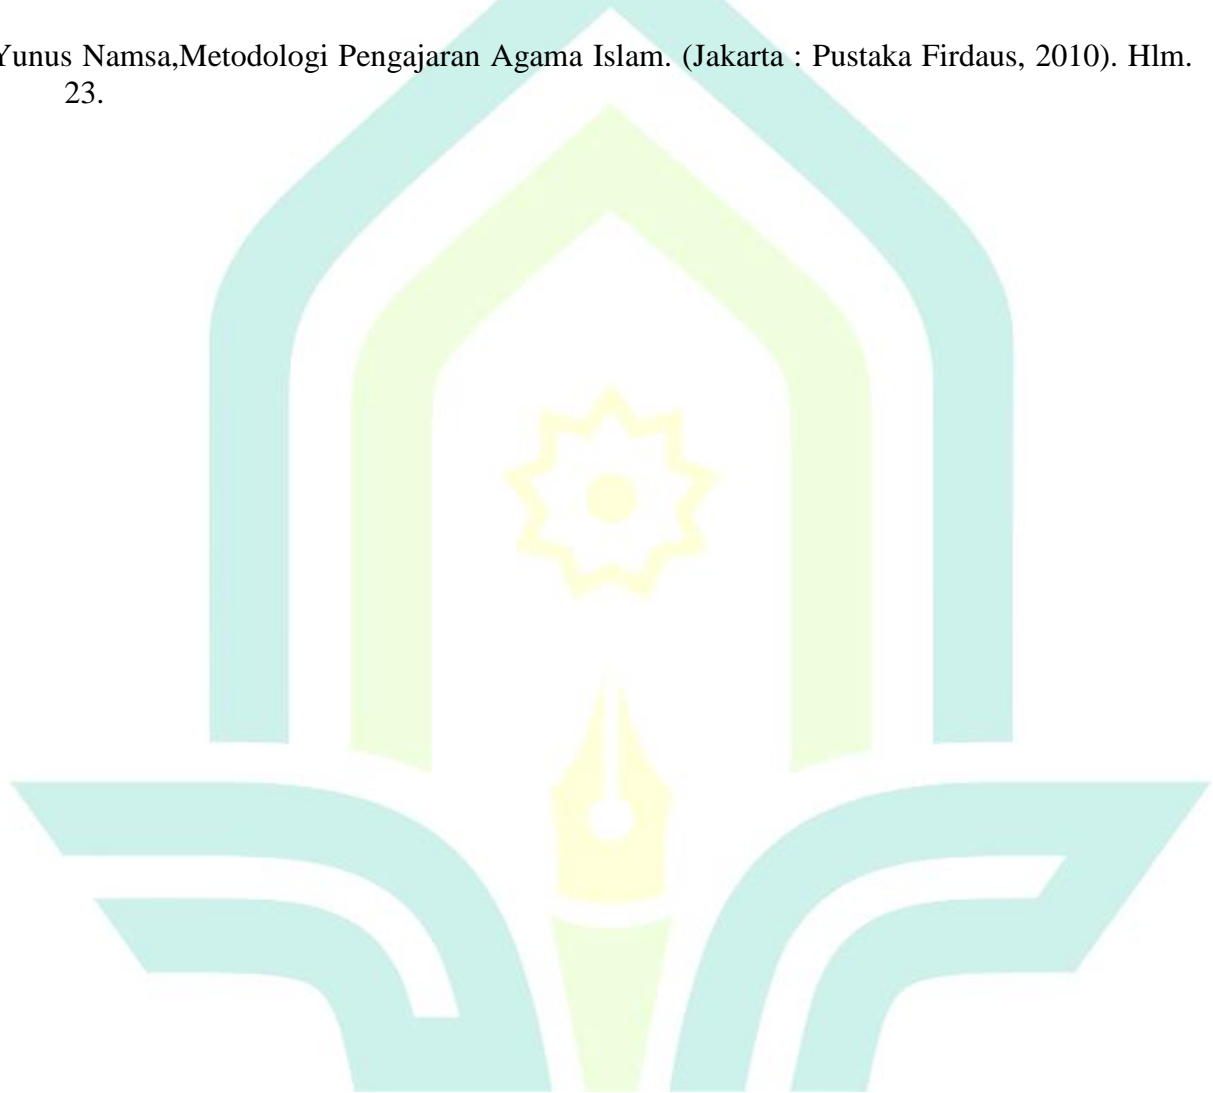 Yunus Namsa,Metodologi Pengajaran Agama Islam. (Jakarta : Pustaka Firdaus, 2010). Hlm.
23.